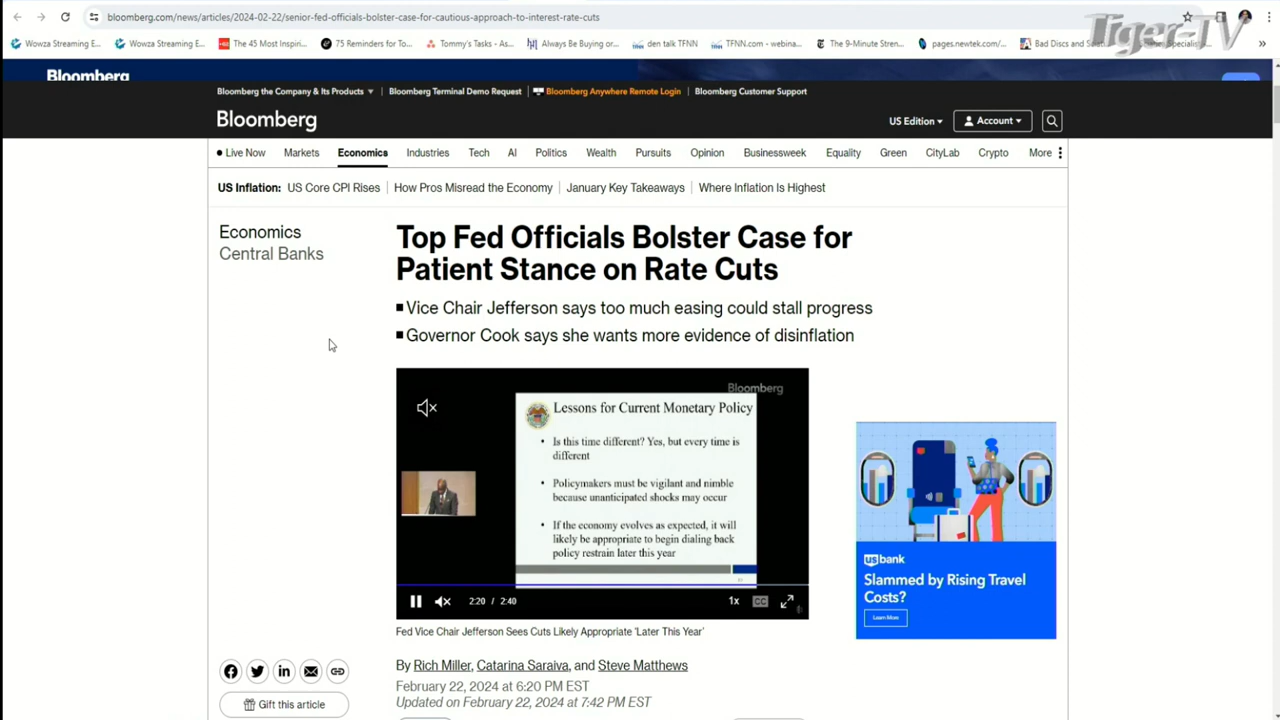 bloomberg.com/news/articles/2024-02-22/senior-fed-officials-bolster-case-for-cautious-approach-to-interest-rate-cuts
Tiger-TV
Wowza Streaming E... Wowza Streaming E... The 45 Most Inspiri... 75 Reminders for To... Tommy's Tasks - As... Always Be Buying or... den talk TFNN TFNN.com - webina... The 9-Minute Stren... pages.newtek.com/... Bad Discs and
Bloomberg
Bloomberg the Company & Its Products Bloomberg Terminal Demo Request Bloomberg Anywhere Remote Login Bloomberg Customer Support
Bloomberg
US Edition Account
Live Now Markets Economics Industries Tech AI Politics Wealth Pursuits Opinion Businessweek Equality Green CityLab Crypto More
US Inflation: US Core CPI Rises How Pros Misread the Economy January Key Takeaways Where Inflation Is Highest
Economics
Central Banks
Top Fed Officials Bolster Case for
Patient Stance on Rate Cuts
Vice Chair Jefferson says too much easing could stall progress
Governor Cook says she wants more evidence of disinflation
Bloomberg
Lessons for Current Monetary Policy
• Is this time different? Yes, but every time is
different
• Policymakers must be vigilant and nimble
because unanticipated shocks may occur
• If the economy evolves as expected, it will
likely be appropriate to begin dialing back
policy restrain later this year
2:20 / 2:40 1x CC
Fed Vice Chair Jefferson Sees Cuts Likely Appropriate 'Later This Year'
us bank
Slammed by Rising Travel
Costs?
Learn More
By Rich Miller, Catarina Saraiva, and Steve Matthews
February 22, 2024 at 6:20 PM EST
Updated on February 22, 2024 at 7:42 PM EST
Gift this article